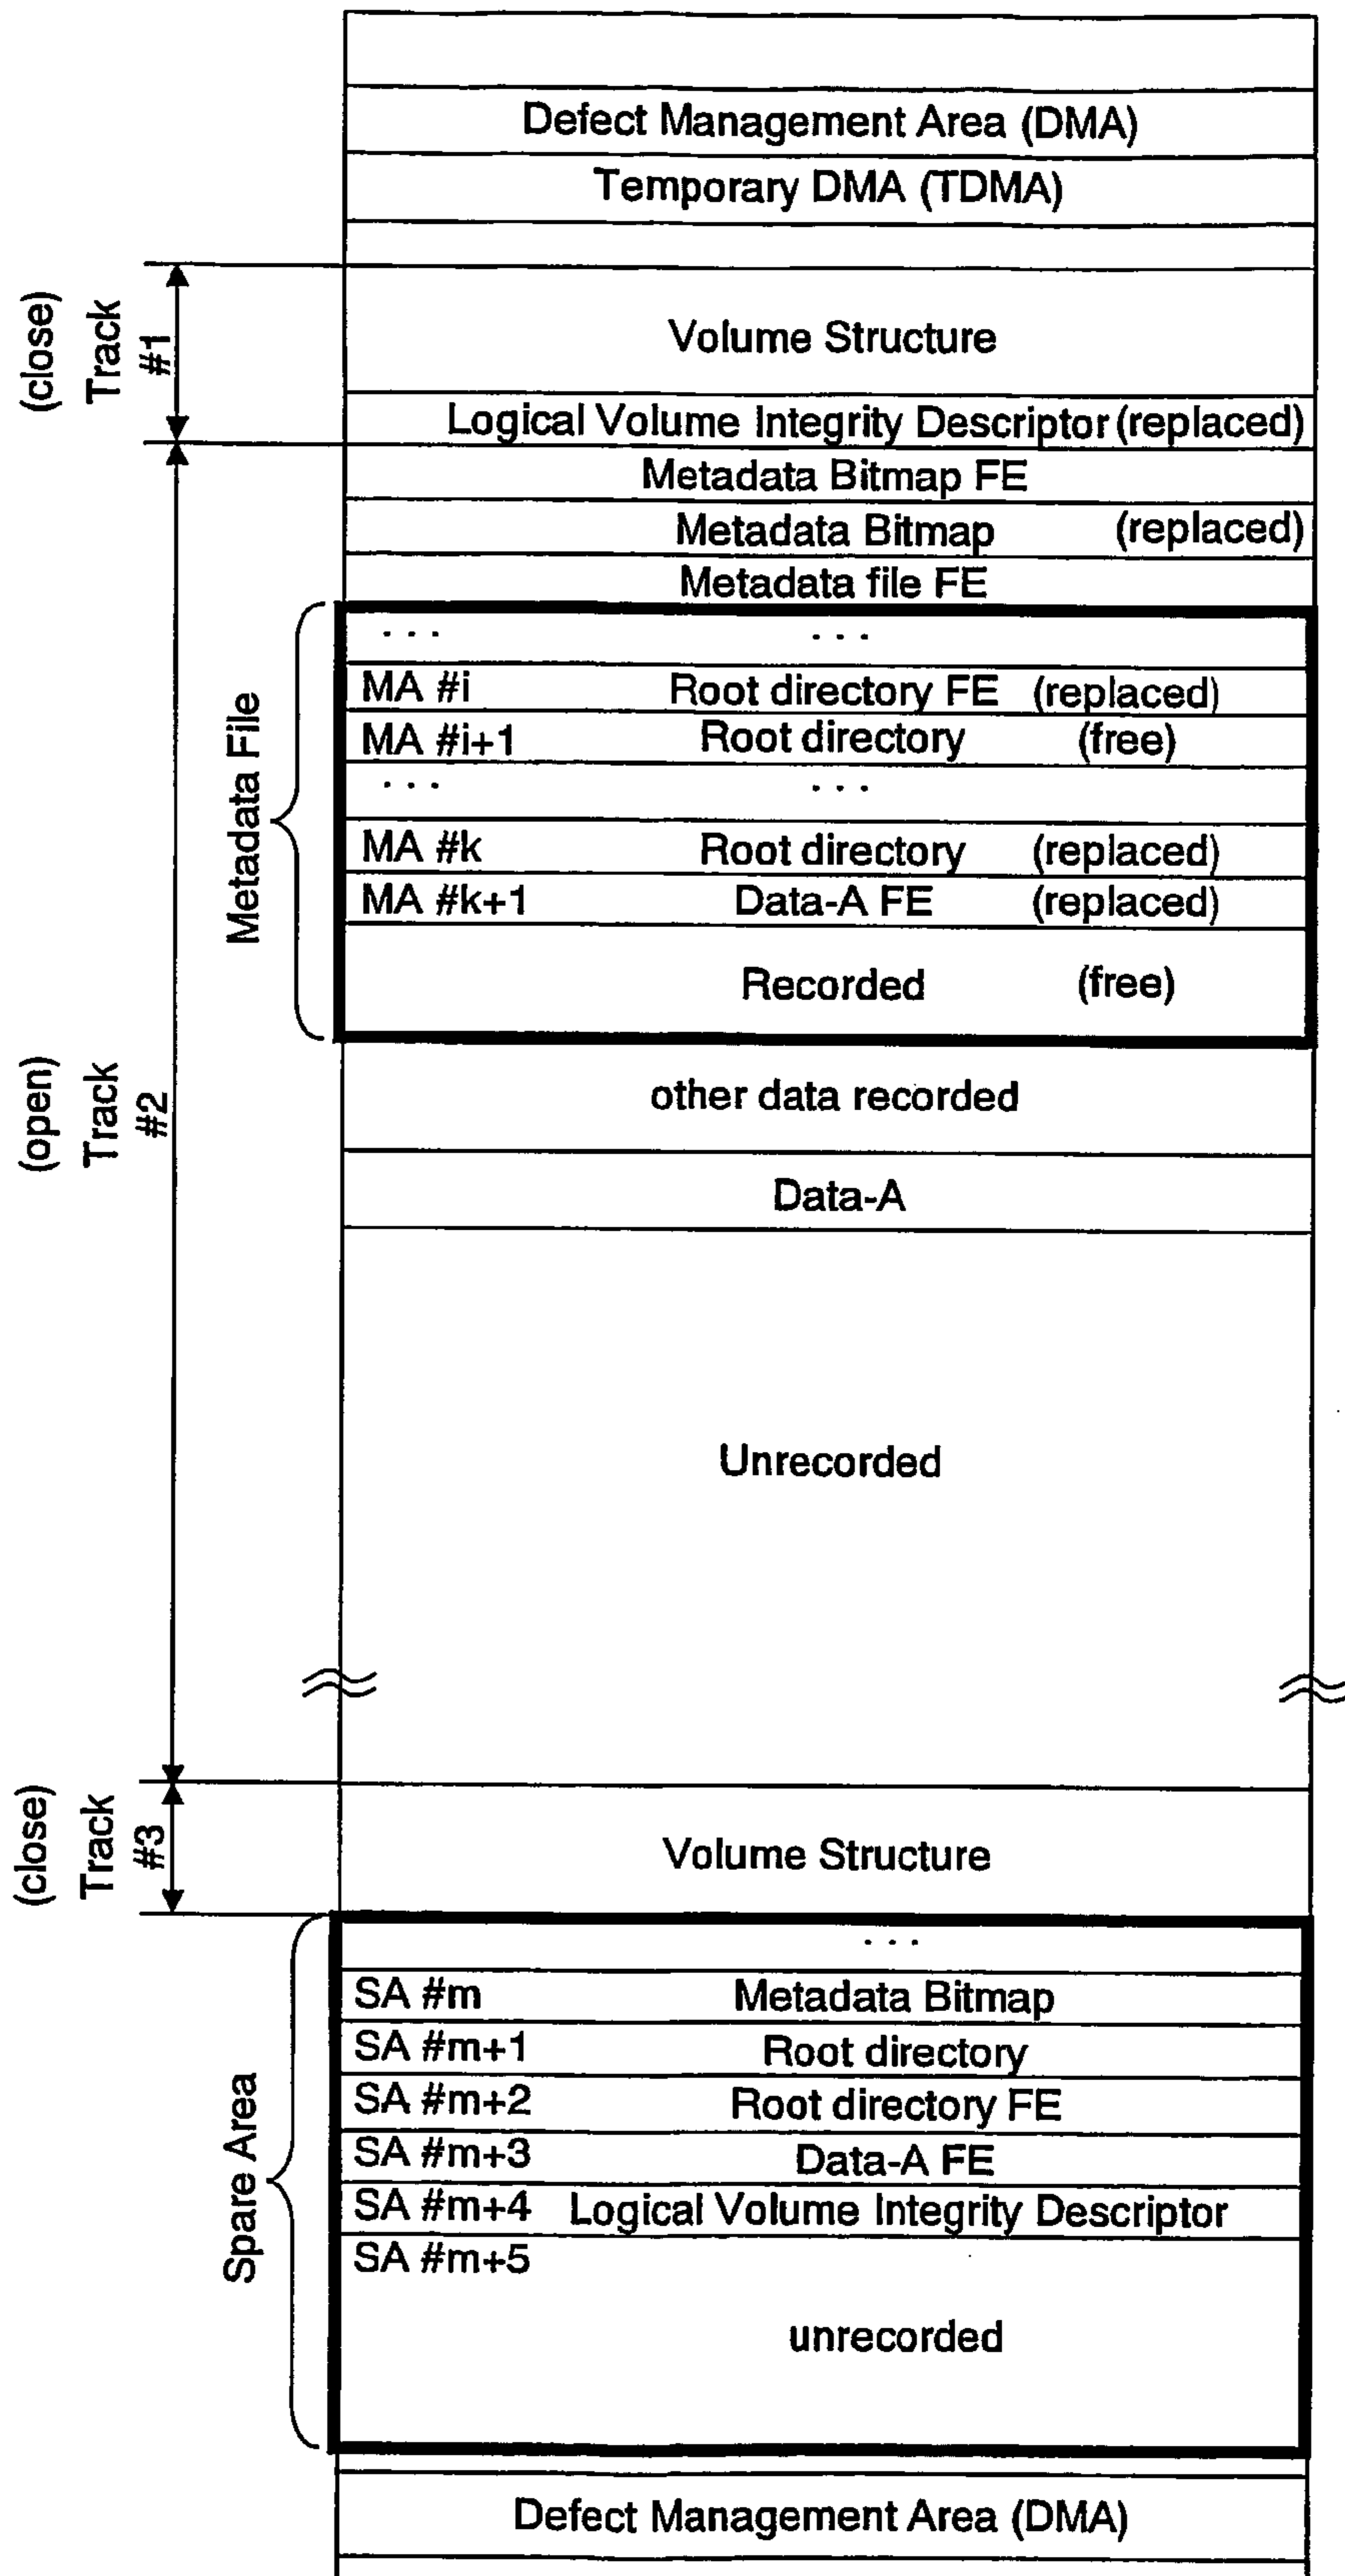 Defect Management Area (DMA)
Temporary DMA (TDMA)
(close)
Track
#1
Volume Structure
Logical Volume Integrity Descriptor (replaced)
Metadata Bitmap FE
Metadata Bitmap (replaced)
Metadata file FE
(open)
Track
#2
Metadata File
... ...
MA #i Root directory FE (replaced)
MA #i+1 Root directory (free)
... ...
MA #k Root directory (replaced)
MA #k+1 Data-A FE (replaced)
Recorded (free)
other data recorded
Data-A
Unrecorded
(close)
Track
#3
Volume Structure
Spare Area
...
SA #m Metadata Bitmap
SA #m+1 Root directory
SA #m+2 Root directory FE
SA #m+3 Data-A FE
SA #m+4 Logical Volume Integrity Descriptor
SA #m+5
unrecorded
Defect Management Area (DMA)